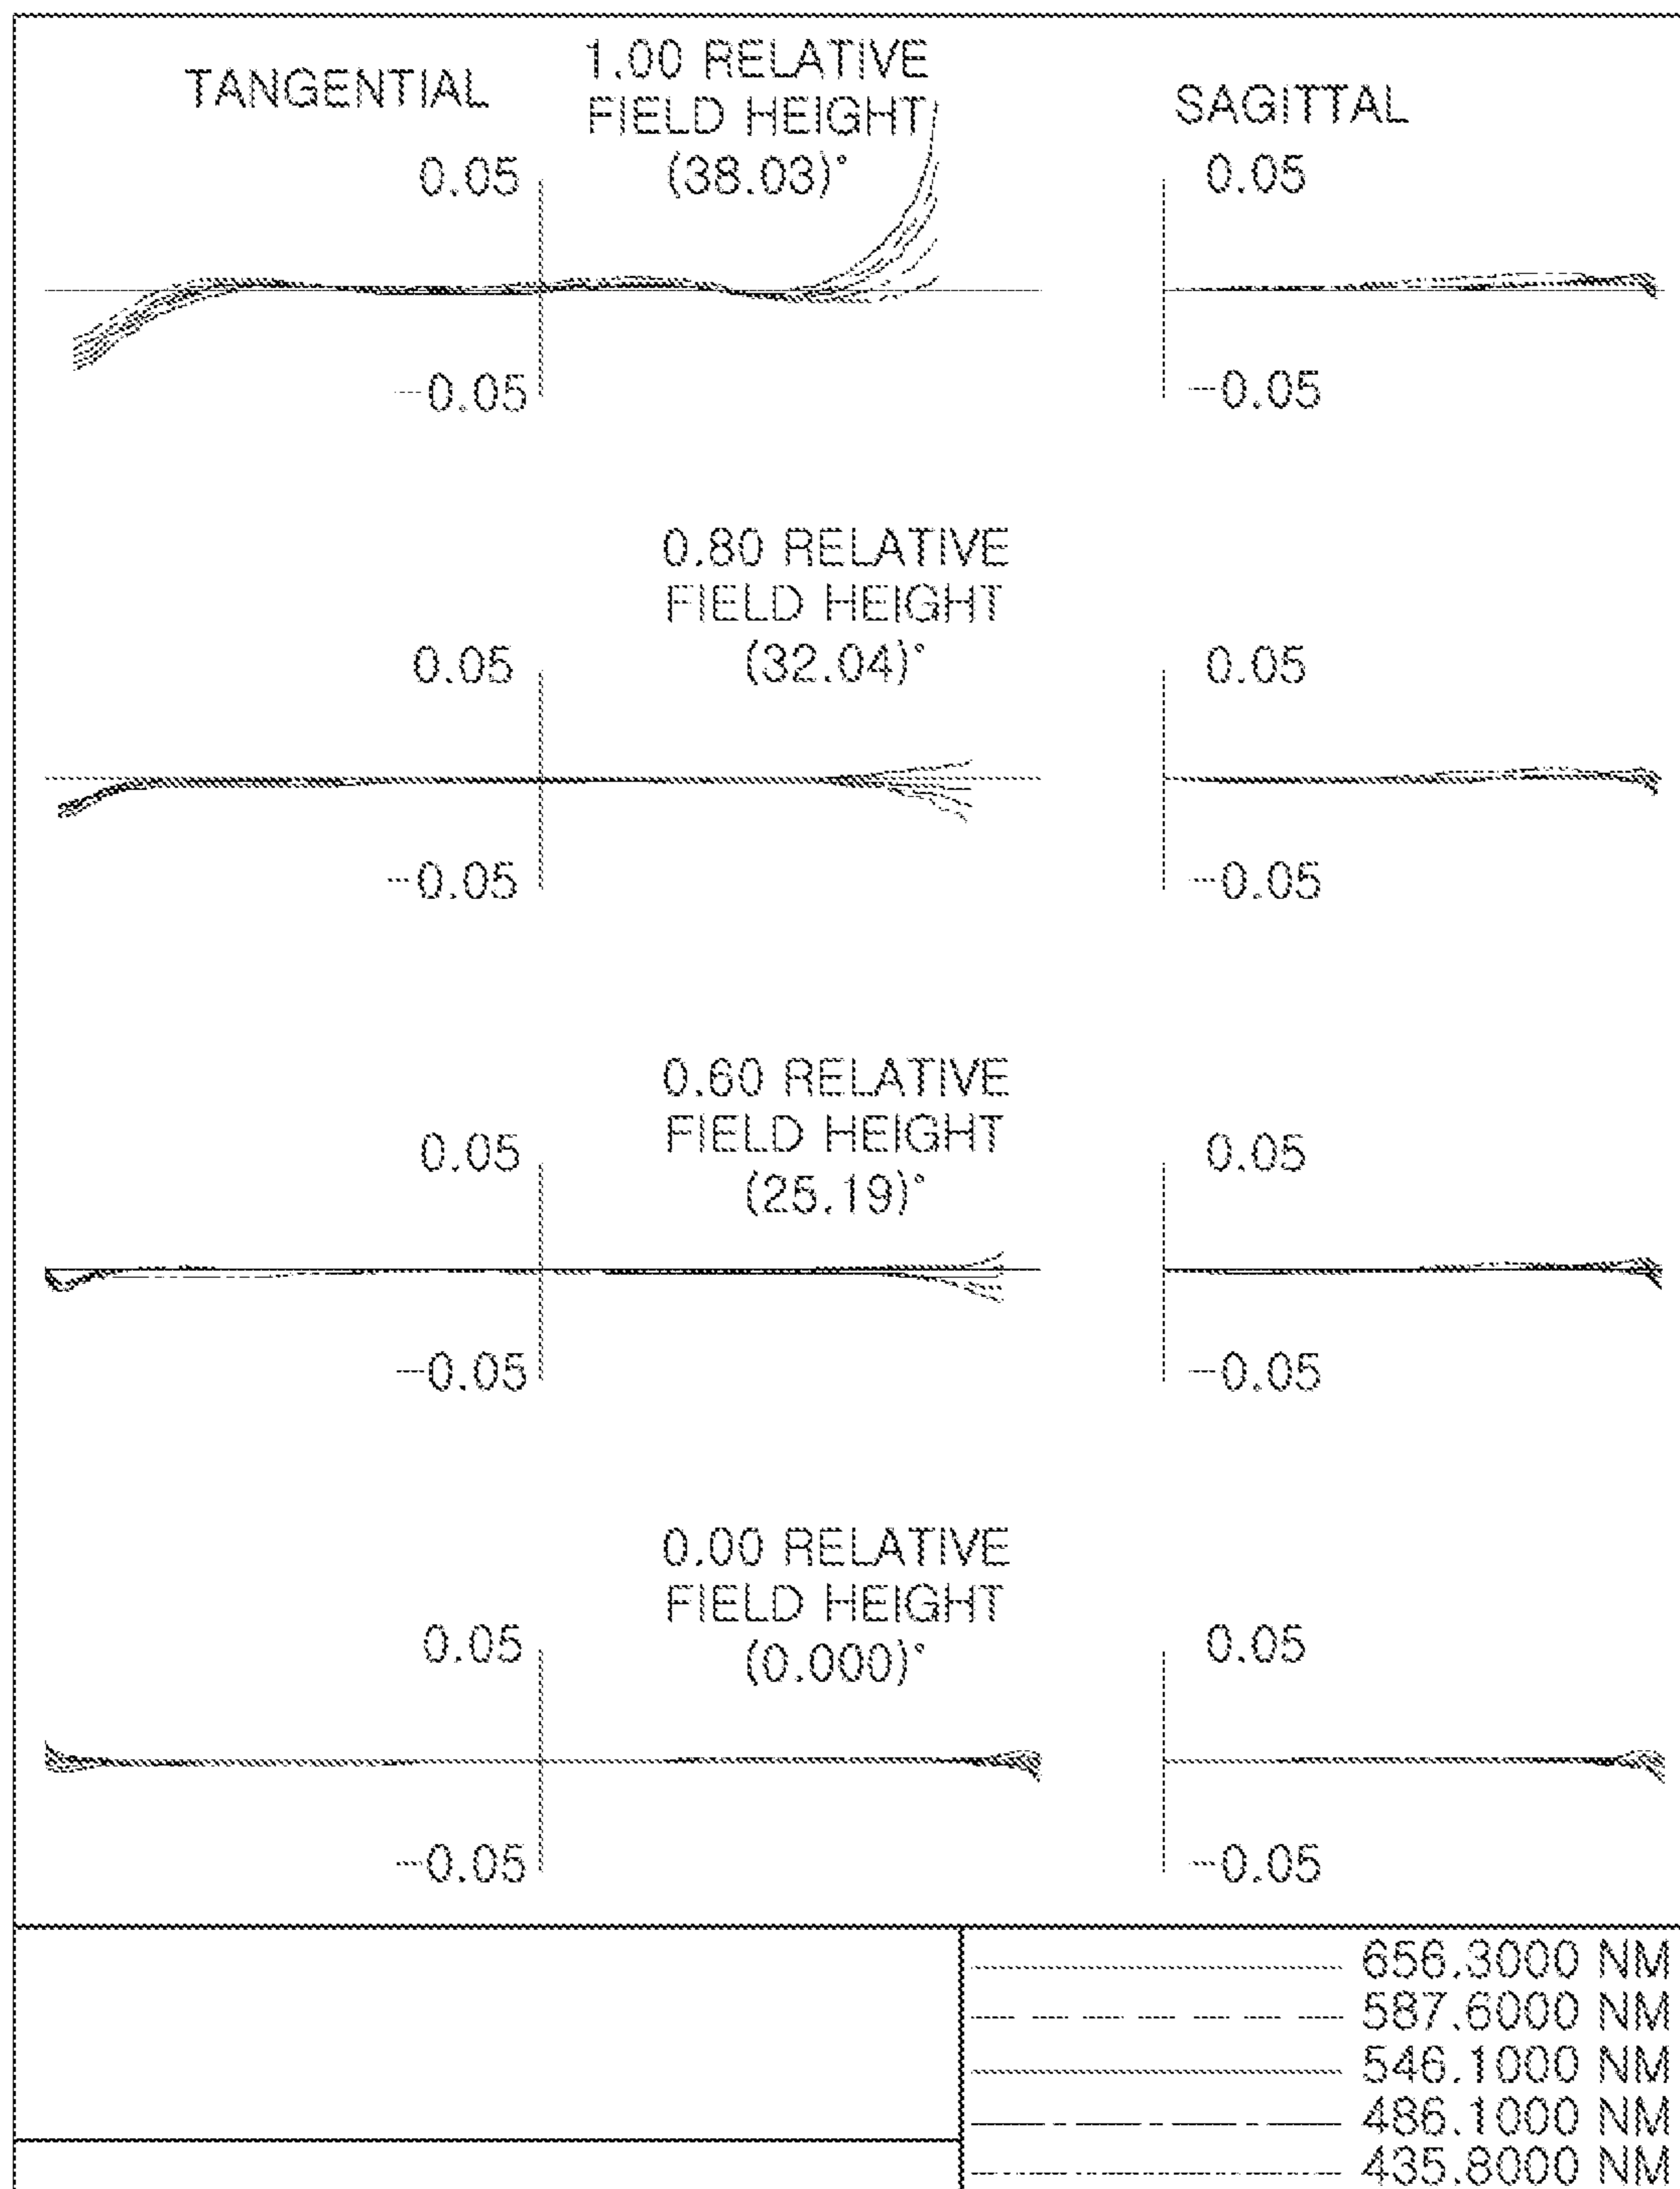 TANGENTIAL
1.00 RELATIVE
FIELD HEIGHT
(38.03)°
SAGITTAL
0.05
0.05
-0.05
-0.05
0.80 RELATIVE
FIELD HEIGHT
(32.04)°
0.05
0.05
-0.05
-0.05
0.60 RELATIVE
FIELD HEIGHT
(25.19)°
0.05
0.05
-0.05
-0.05
0.00 RELATIVE
FIELD HEIGHT
(0.000)°
0.05
0.05
-0.05
-0.05
656.3000 NM
587.6000 NM
546.1000 NM
486.1000 NM
435.8000 NM